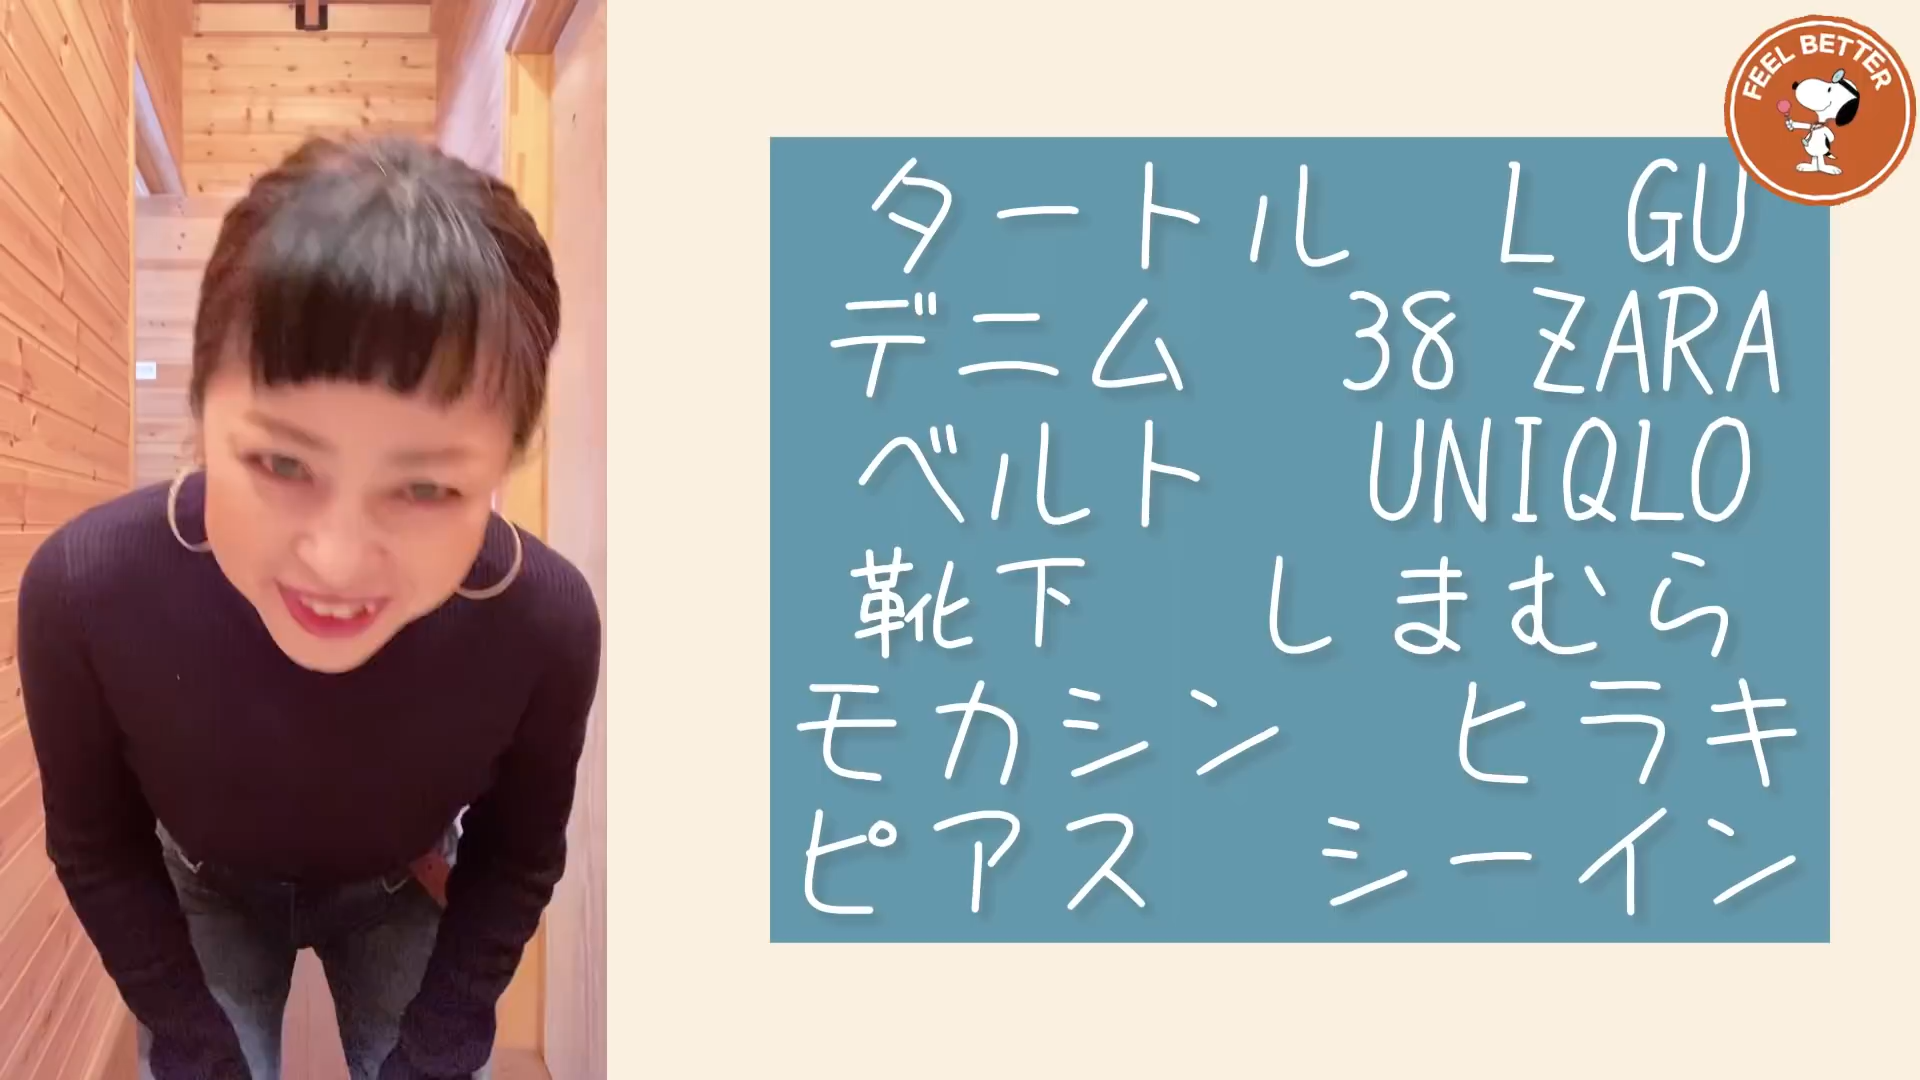 FEEL BETTER
タートル L GU
デニム 38 ZARA
ベルト UNIQLO
靴下 しまむら
モカシン ヒラキ
ピアス シーイン